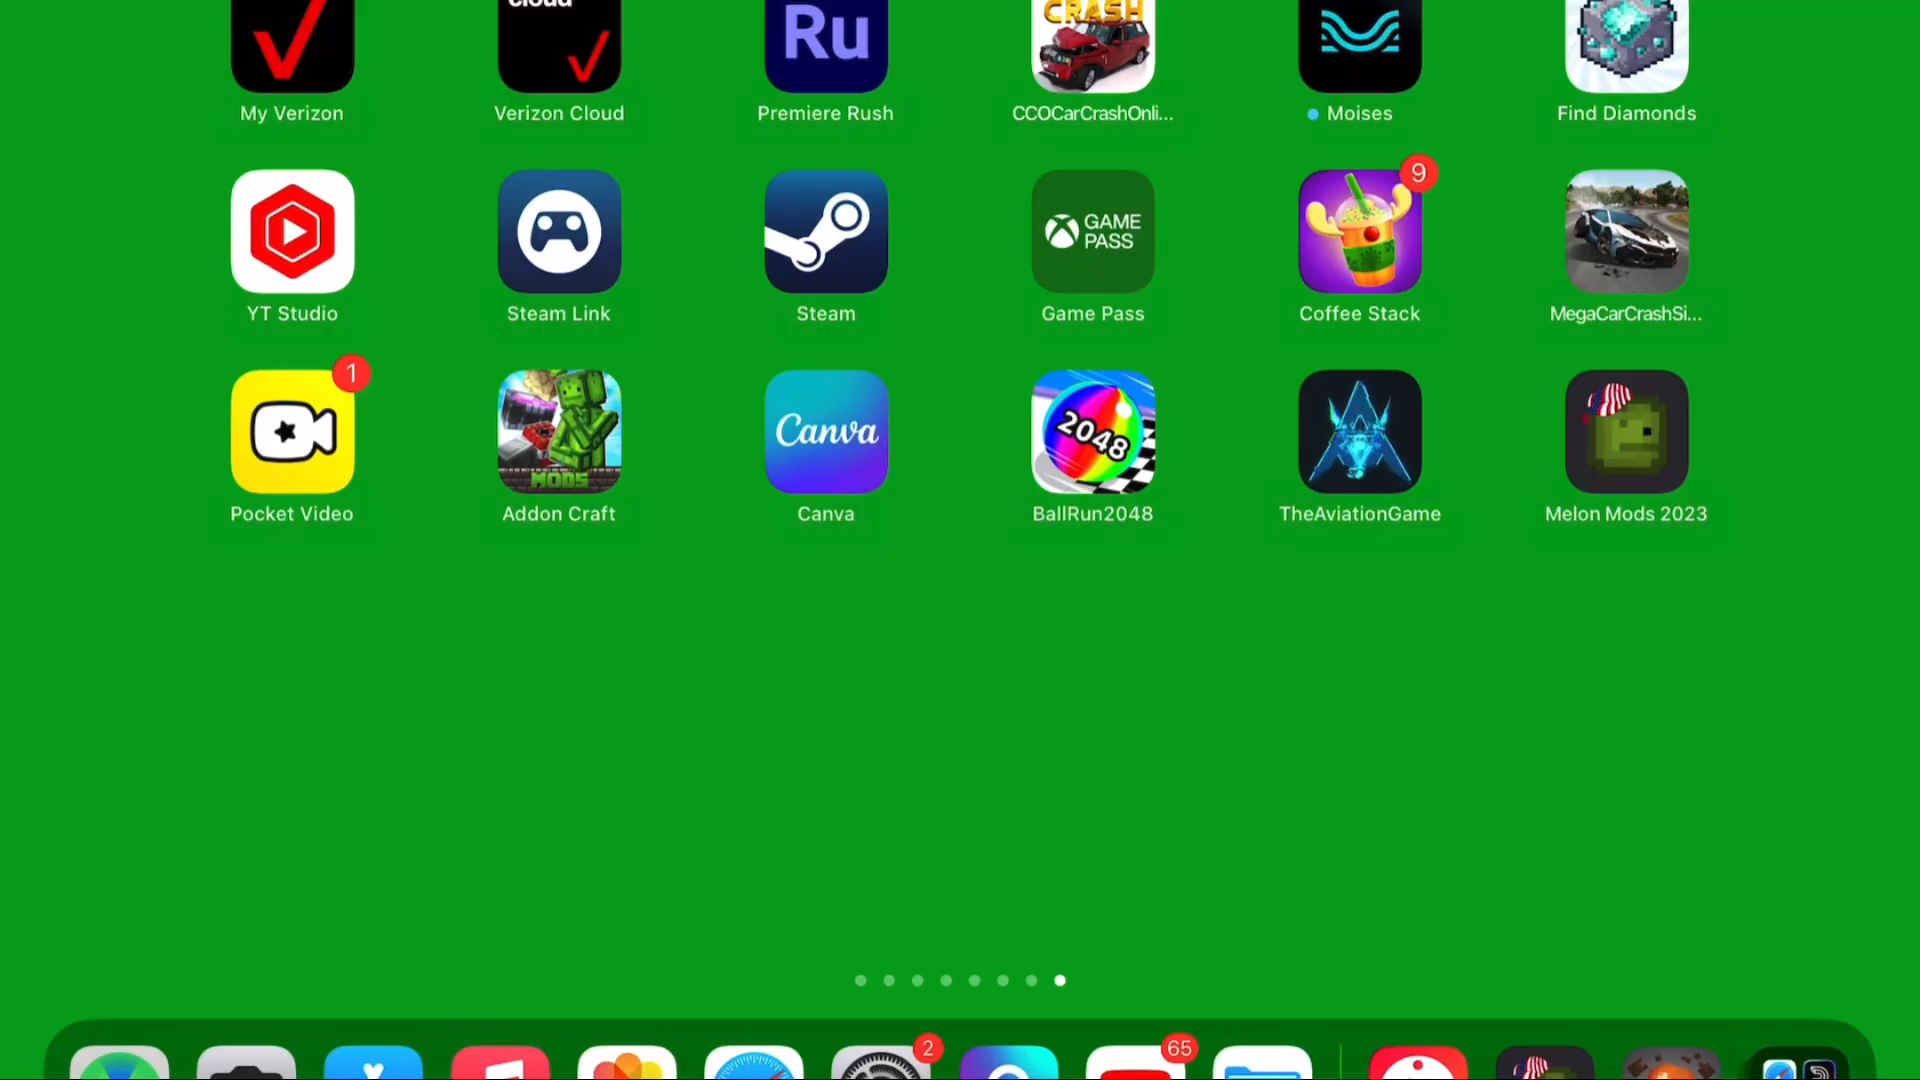 cloud
Ru
CRASH
My Verizon
Verizon Cloud
Premiere Rush
CCOCarCrashOnli...
Moises
Find Diamonds
9
GAME
PASS
YT Studio
Steam Link
Steam
Game Pass
Coffee Stack
MegaCarCrashSi...
1
MODS
Canva
2048
Pocket Video
Addon Craft
Canva
BallRun2048
TheAviationGame
Melon Mods 2023
2
65